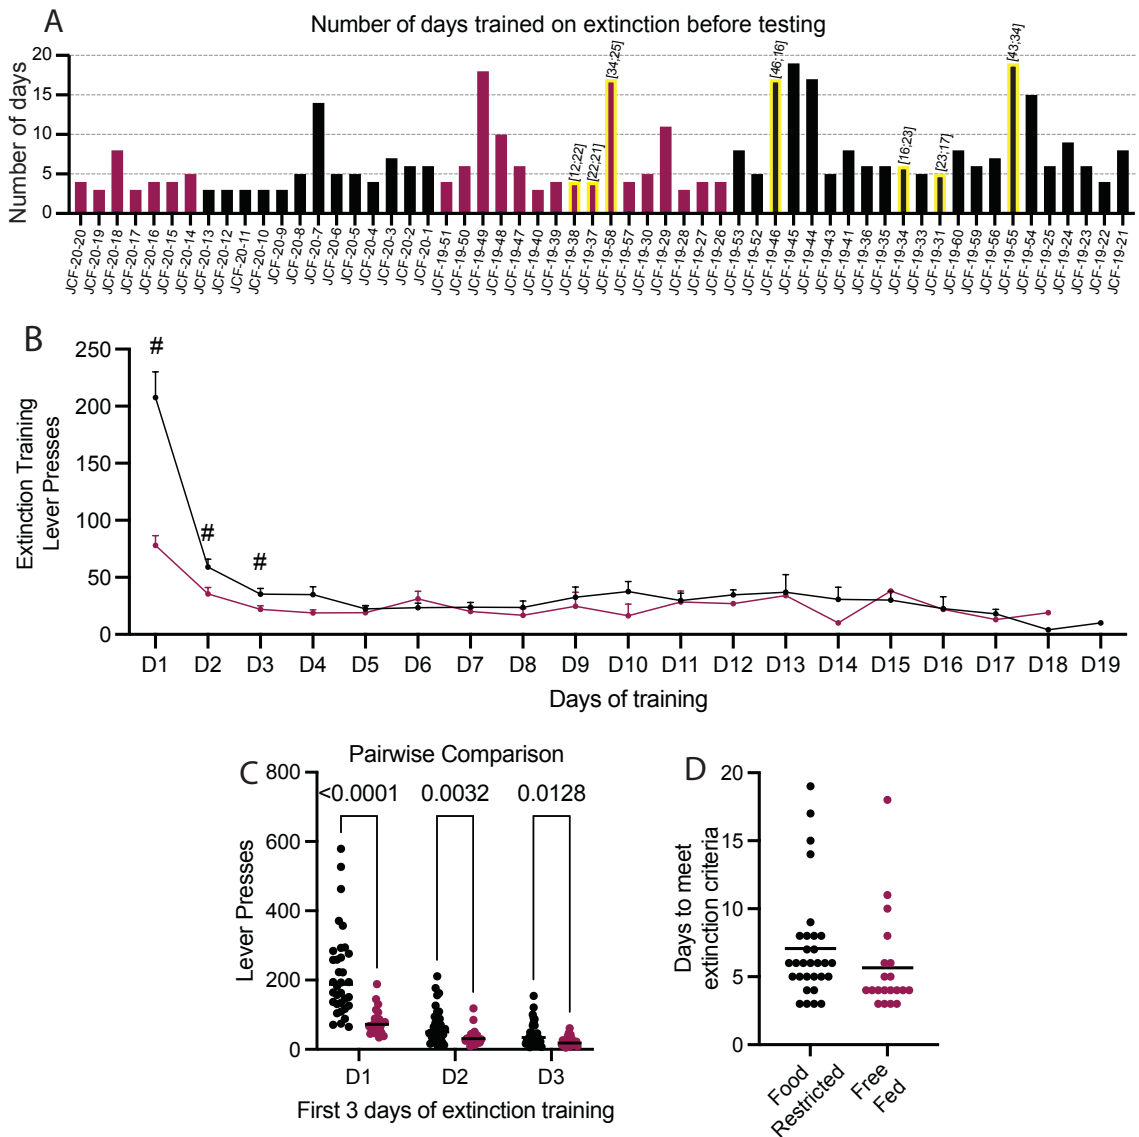 A
Number of days trained on extinction before testing
Number of days
20
15
10
5
0
[12;22]
[22;21]
[34;25]
[46;16]
[16;23]
[23;17]
[43;34]
JCF-20-20
JCF-20-19
JCF-20-18
JCF-20-17
JCF-20-16
JCF-20-15
JCF-20-14
JCF-20-13
JCF-20-12
JCF-20-11
JCF-20-10
JCF-20-9
JCF-20-8
JCF-20-7
JCF-20-6
JCF-20-5
JCF-20-4
JCF-20-3
JCF-20-2
JCF-20-1
JCF-19-51
JCF-19-50
JCF-19-49
JCF-19-48
JCF-19-47
JCF-19-40
JCF-19-39
JCF-19-38
JCF-19-37
JCF-19-58
JCF-19-57
JCF-19-30
JCF-19-29
JCF-19-28
JCF-19-27
JCF-19-26
JCF-19-53
JCF-19-52
JCF-19-46
JCF-19-45
JCF-19-44
JCF-19-43
JCF-19-41
JCF-19-36
JCF-19-35
JCF-19-34
JCF-19-33
JCF-19-31
JCF-19-60
JCF-19-59
JCF-19-56
JCF-19-55
JCF-19-54
JCF-19-25
JCF-19-24
JCF-19-23
JCF-19-22
JCF-19-21
B
Extinction Training
Lever Presses
250
200
150
100
50
0
#
#
#
D1 D2 D3 D4 D5 D6 D7 D8 D9 D10 D11 D12 D13 D14 D15 D16 D17 D18 D19
Days of training
C
Pairwise Comparison
<0.0001 0.0032 0.0128
Lever Presses
800
600
400
200
0
D1 D2 D3
First 3 days of extinction training
D
Days to meet
extinction criteria
20
15
10
5
0
Food
Restricted
Free
Fed